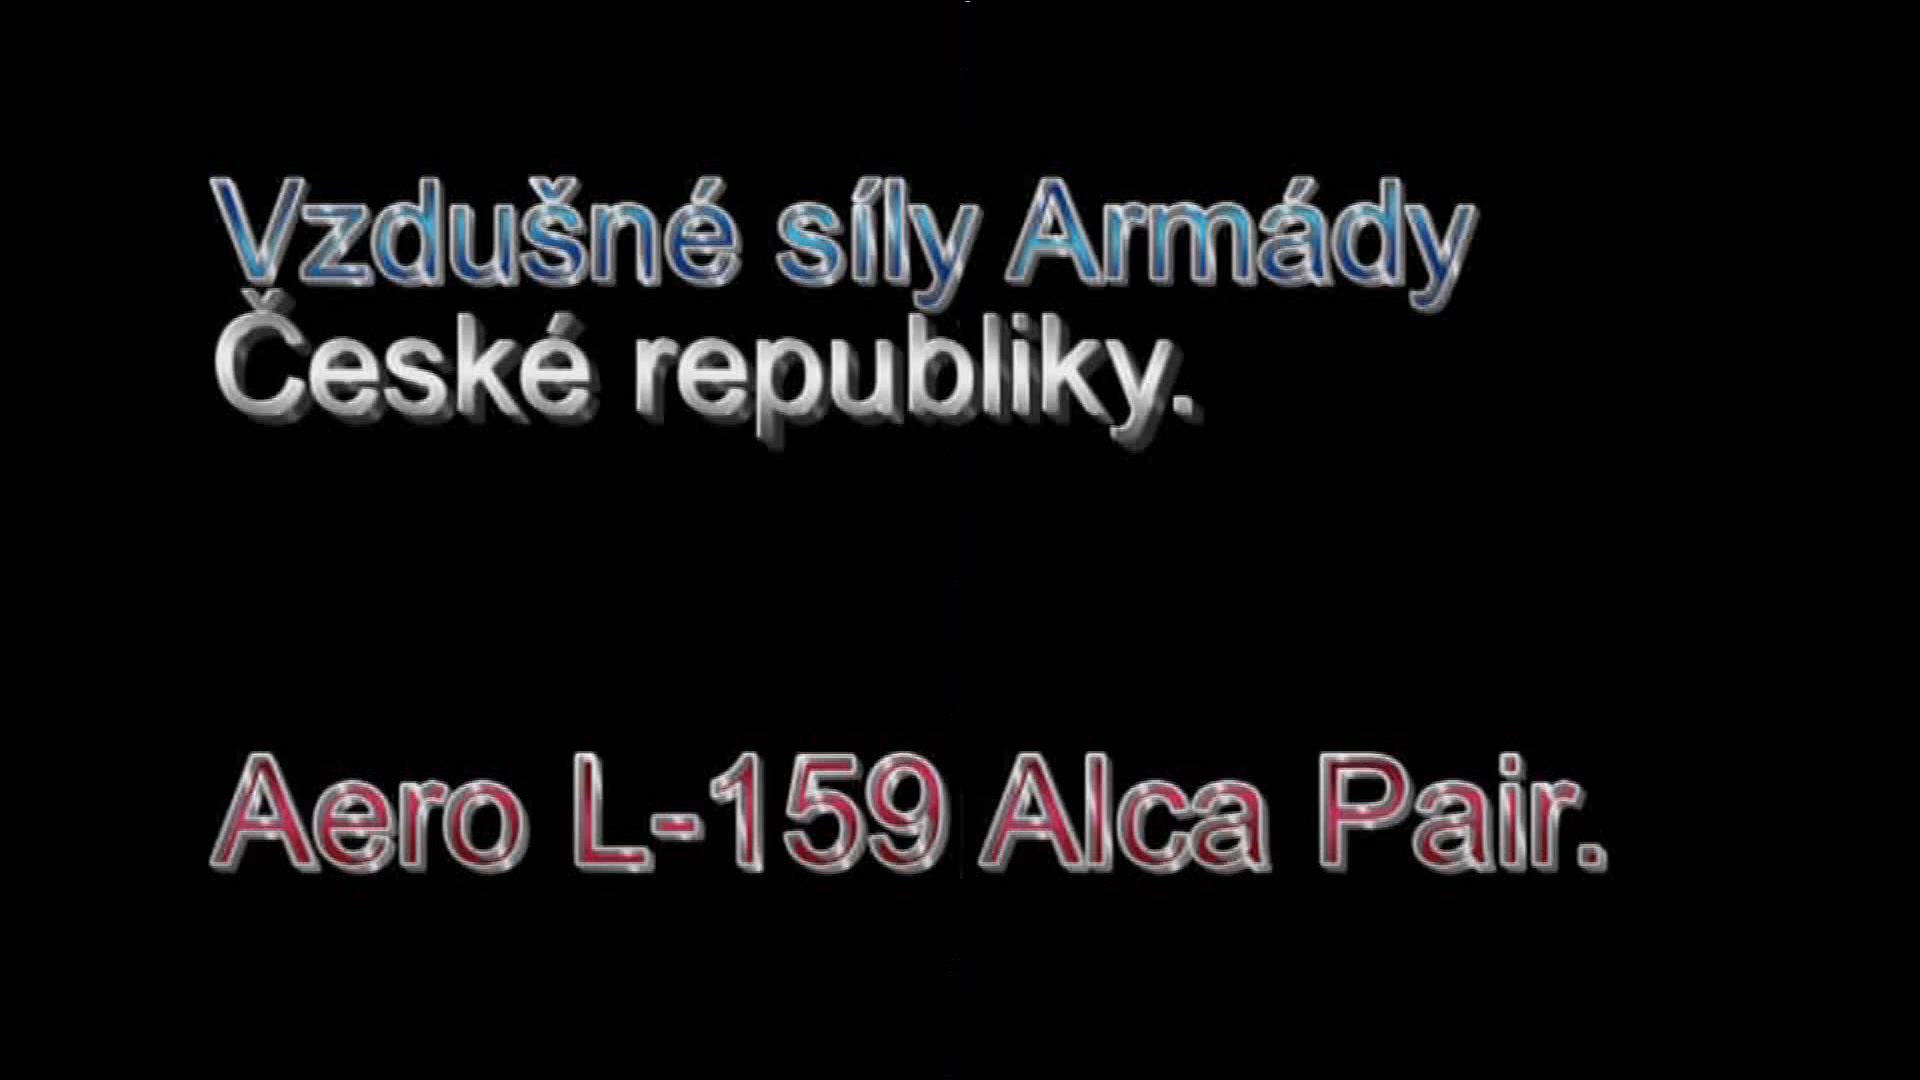 Vzdušné síly Armády
České republiky.
Aero L-159 Alca Pair.